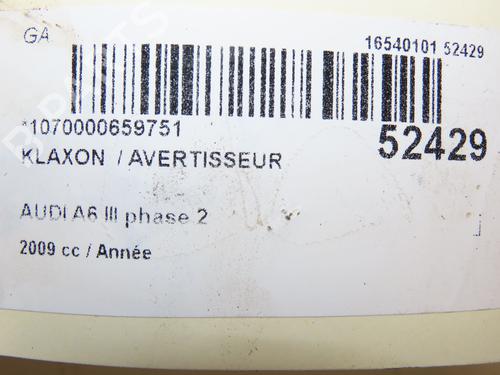 GA
16540101 52429
*1070000659751
52429
KLAXON / AVERTISSEUR
AUDI A6 III phase 2
2009 cc / Année